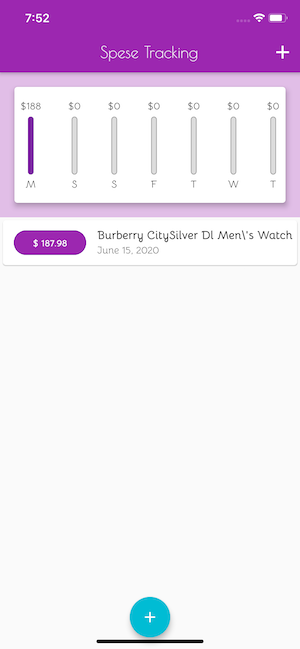 7:52
Spese Tracking +
$188 $0 $0 $0 $0 $0 $0
M S S F T W T
$ 187.98
Burberry CitySilver Dl Men\'s Watch
June 15, 2020
+